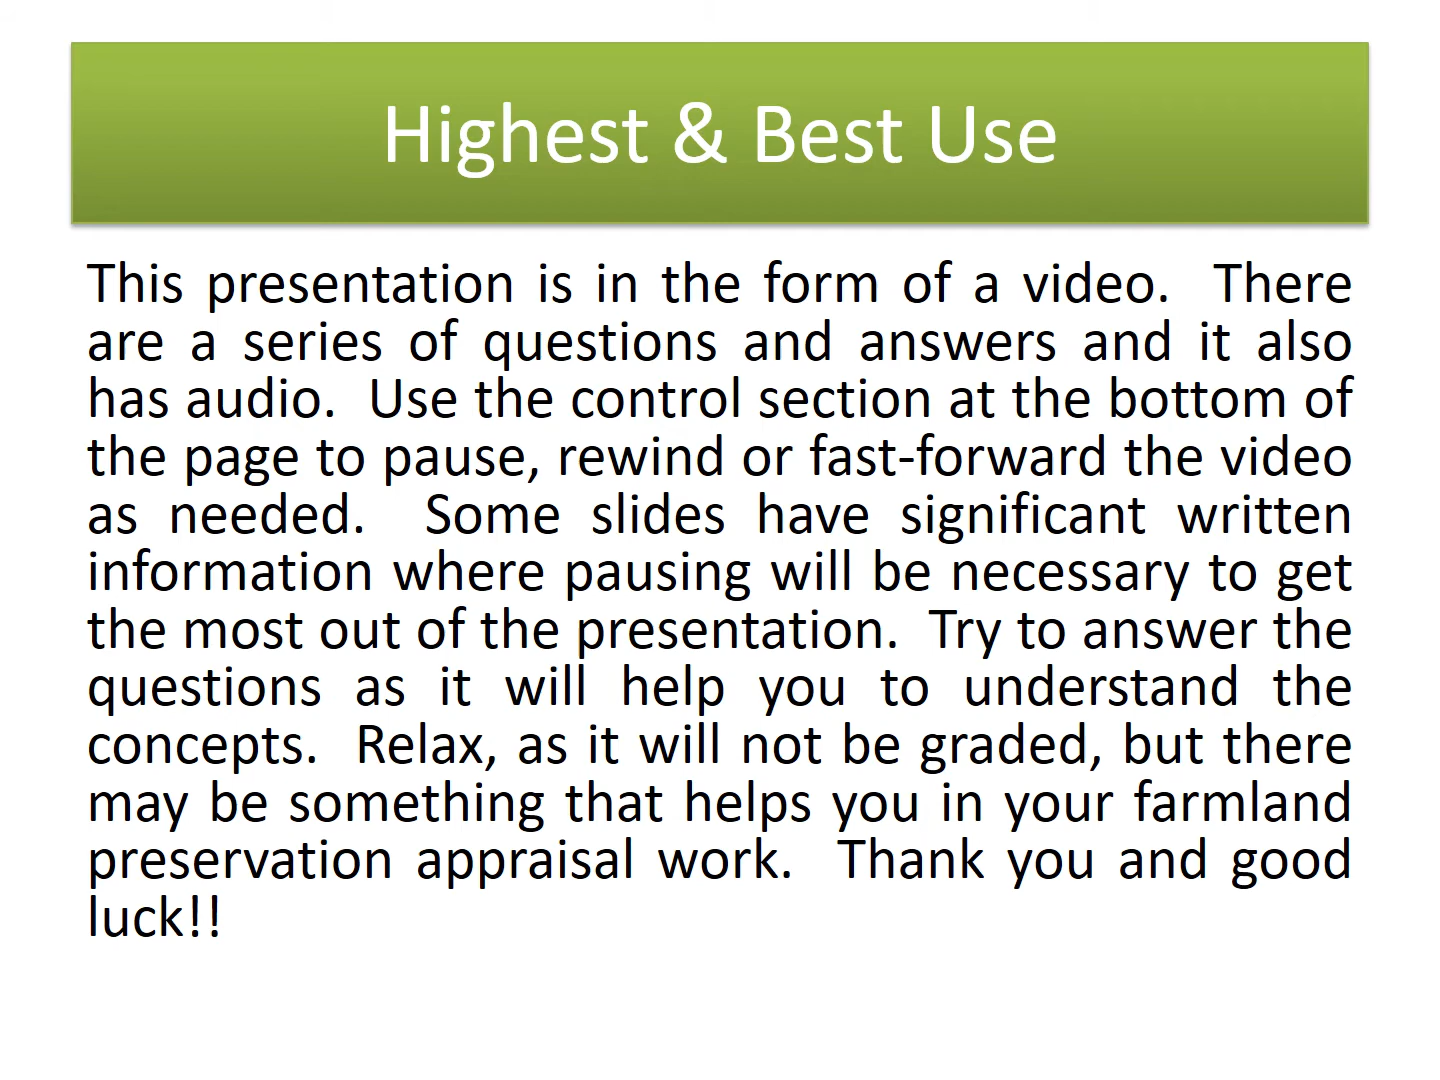 Highest & Best Use
This presentation is in the form of a video.  There
are a series of questions and answers and it also
has audio.  Use the control section at the bottom of
the page to pause, rewind or fast-forward the video
as needed.  Some slides have significant written
information where pausing will be necessary to get
the most out of the presentation.  Try to answer the
questions as it will help you to understand the
concepts.  Relax, as it will not be graded, but there
may be something that helps you in your farmland
preservation appraisal work.  Thank you and good
luck!!